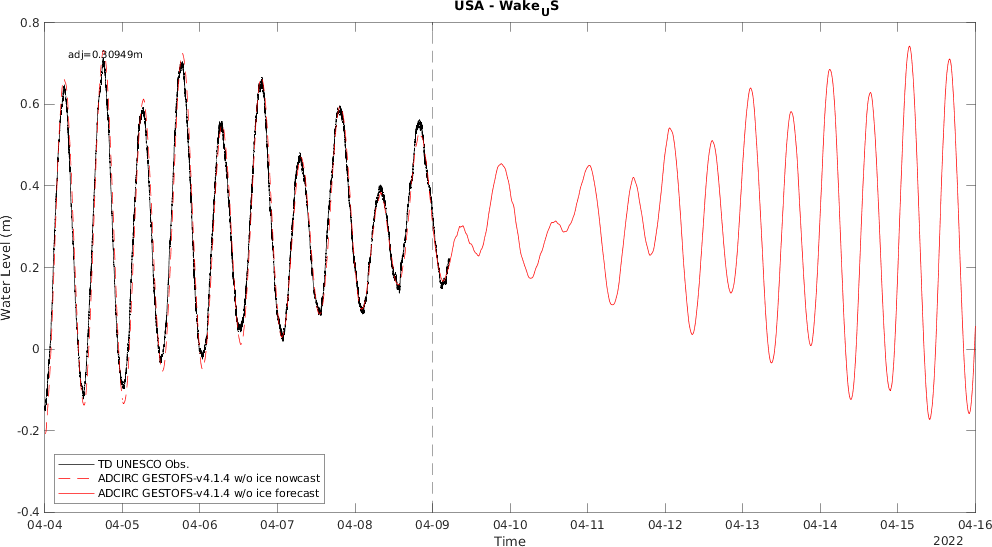 USA - WakeUS
adj=0.30949m
0.8
0.6
0.4
0.2
0
-0.2
-0.4
Water Level (m)
TD UNESCO Obs.
ADCIRC GESTOFS-v4.1.4 w/o ice nowcast
ADCIRC GESTOFS-v4.1.4 w/o ice forecast
04-04 04-05 04-06 04-07 04-08 04-09 04-10 04-11 04-12 04-13 04-14 04-15 04-16
Time
2022